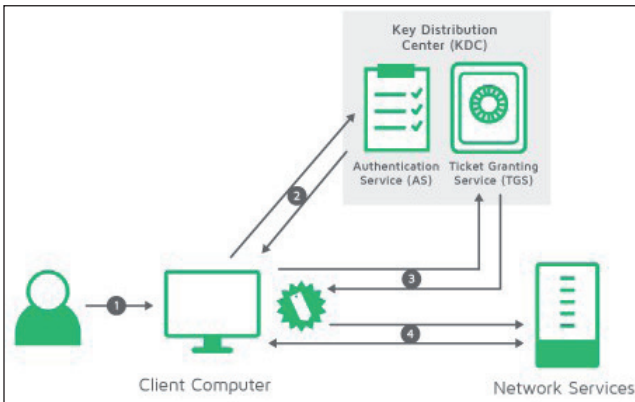 Key Distribution
Center (KDC)
Authentication
Service (AS)
Ticket Granting
Service (TGS)
2
3
1
4
Client Computer
Network Services